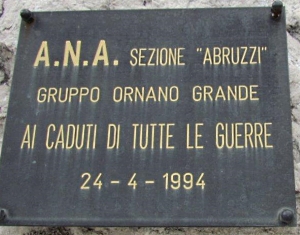 A.N.A. SEZIONE "ABRUZZI"
GRUPPO ORNANO GRANDE
AI CADUTI DI TUTTE LE GUERRE
24-4-1994